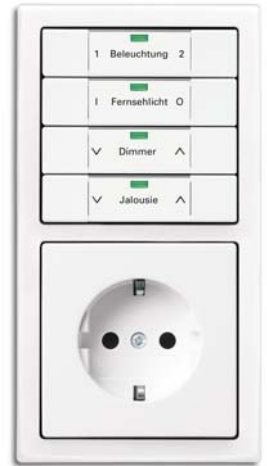 1 Beleuchtung 2
I Fernsehlicht O
∨ Dimmer ∧
∨ Jalousie ∧